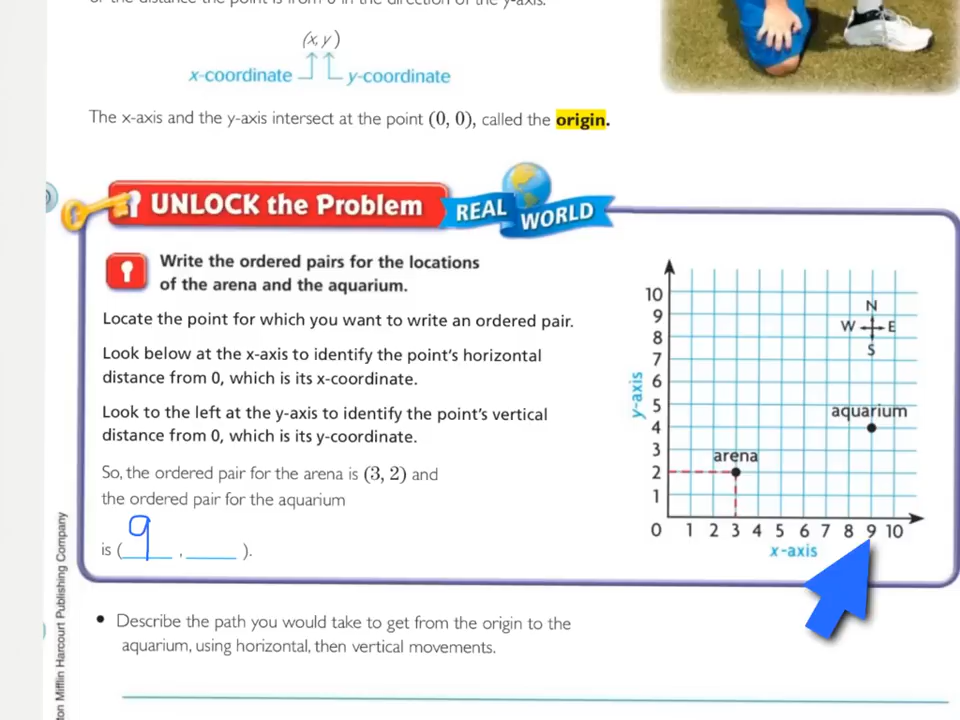 (x, y)
x-coordinate y-coordinate
The x-axis and the y-axis intersect at the point (0, 0), called the origin.
UNLOCK the Problem REAL WORLD
Write the ordered pairs for the locations
of the arena and the aquarium.
Locate the point for which you want to write an ordered pair.
Look below at the x-axis to identify the point's horizontal
distance from 0, which is its x-coordinate.
Look to the left at the y-axis to identify the point's vertical
distance from 0, which is its y-coordinate.
So, the ordered pair for the arena is (3, 2) and
the ordered pair for the aquarium
is (9, ).
10
9
8
7
6
5
4
3
2
1
y-axis
N
W E
S
aquarium
arena
0 1 2 3 4 5 6 7 8 9 10
x-axis
• Describe the path you would take to get from the origin to the
aquarium, using horizontal, then vertical movements.
Mifflin Harcourt Publishing Company